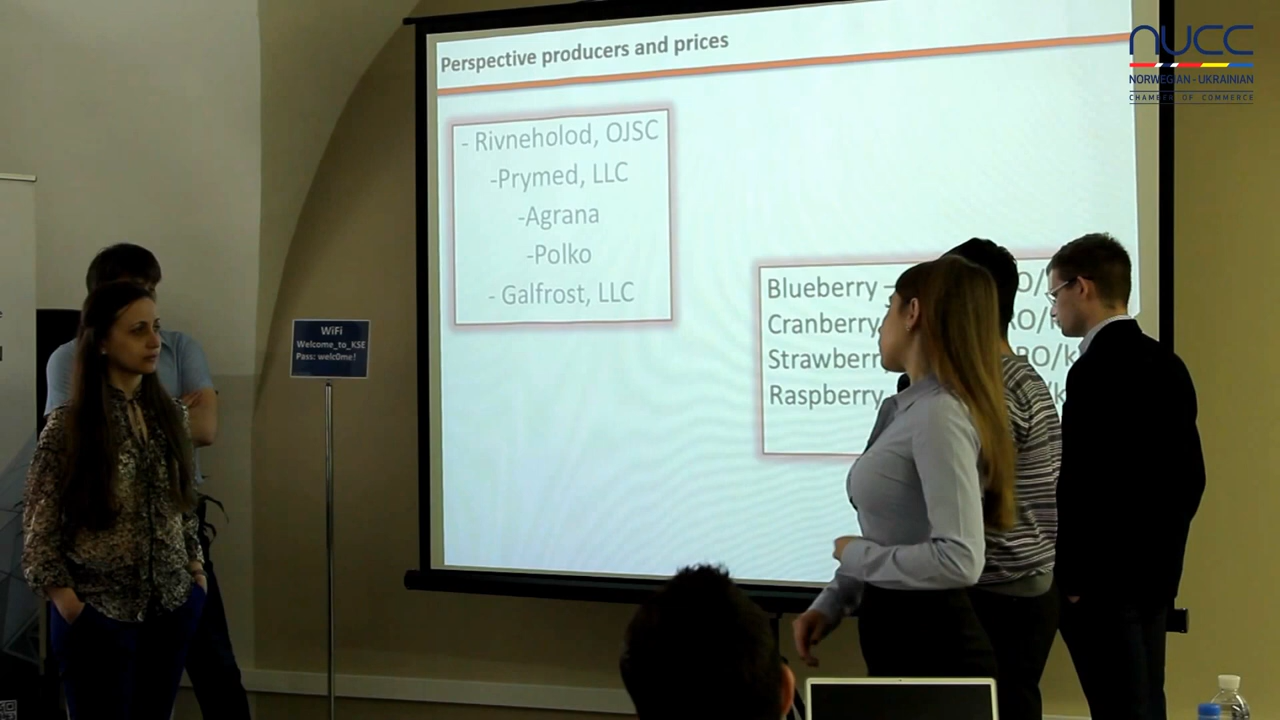 Perspective producers and prices
- Rivneholod, OJSC
-Prymed, LLC
-Agrana
-Polko
- Galfrost, LLC
Blueberry –
Cranberry
Strawberr
Raspberry
WiFi
Welcome_to_KSE
Pass: welc0me!
nUCC
NORWEGIAN - UKRAINIAN
CHAMBER OF COMMERCE